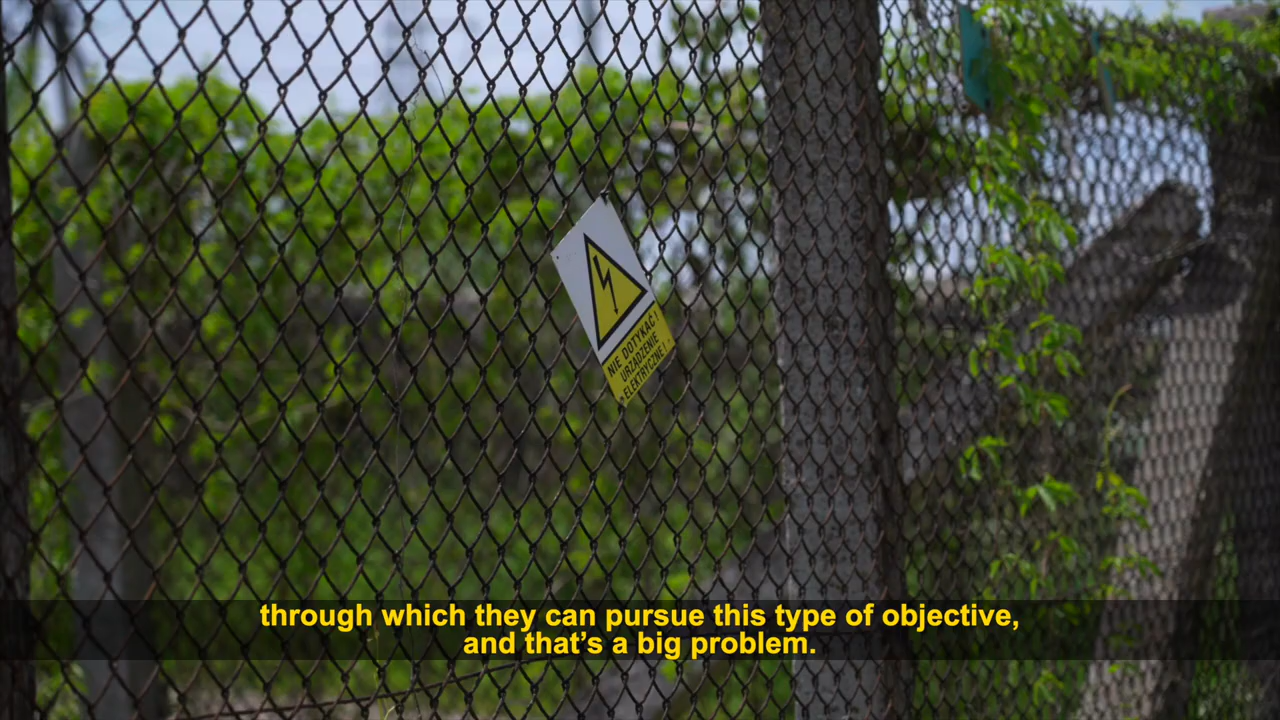 NIE DOTYKAĆ!
URZĄDZENIE
ELEKTRYCZNE!
through which they can pursue this type of objective,
and that’s a big problem.